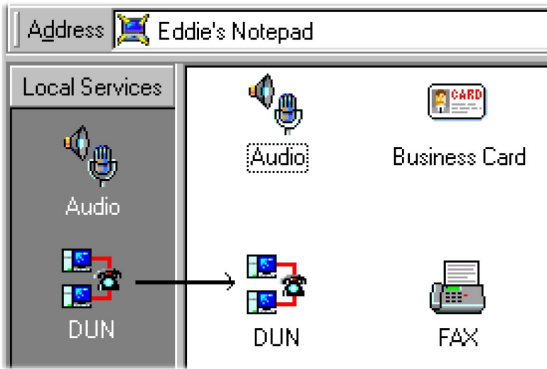 Address Eddie's Notepad
Local Services
Audio
DUN
Audio
CARD
Business Card
DUN
FAX